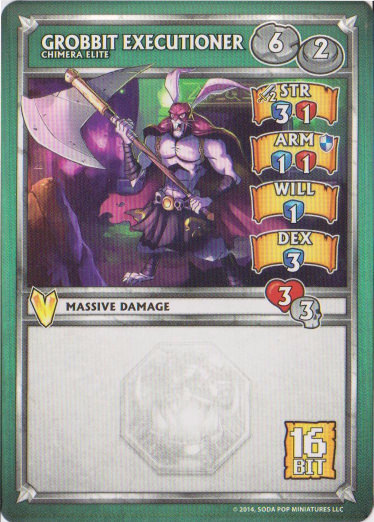 GROBBIT EXECUTIONER 6 2
CHIMERA ELITE
2 STR
3 1
ARM
1 1
WILL
1
DEX
3
3
MASSIVE DAMAGE 3
16
BIT
© 2014, SODA POP MINIATURES LLC